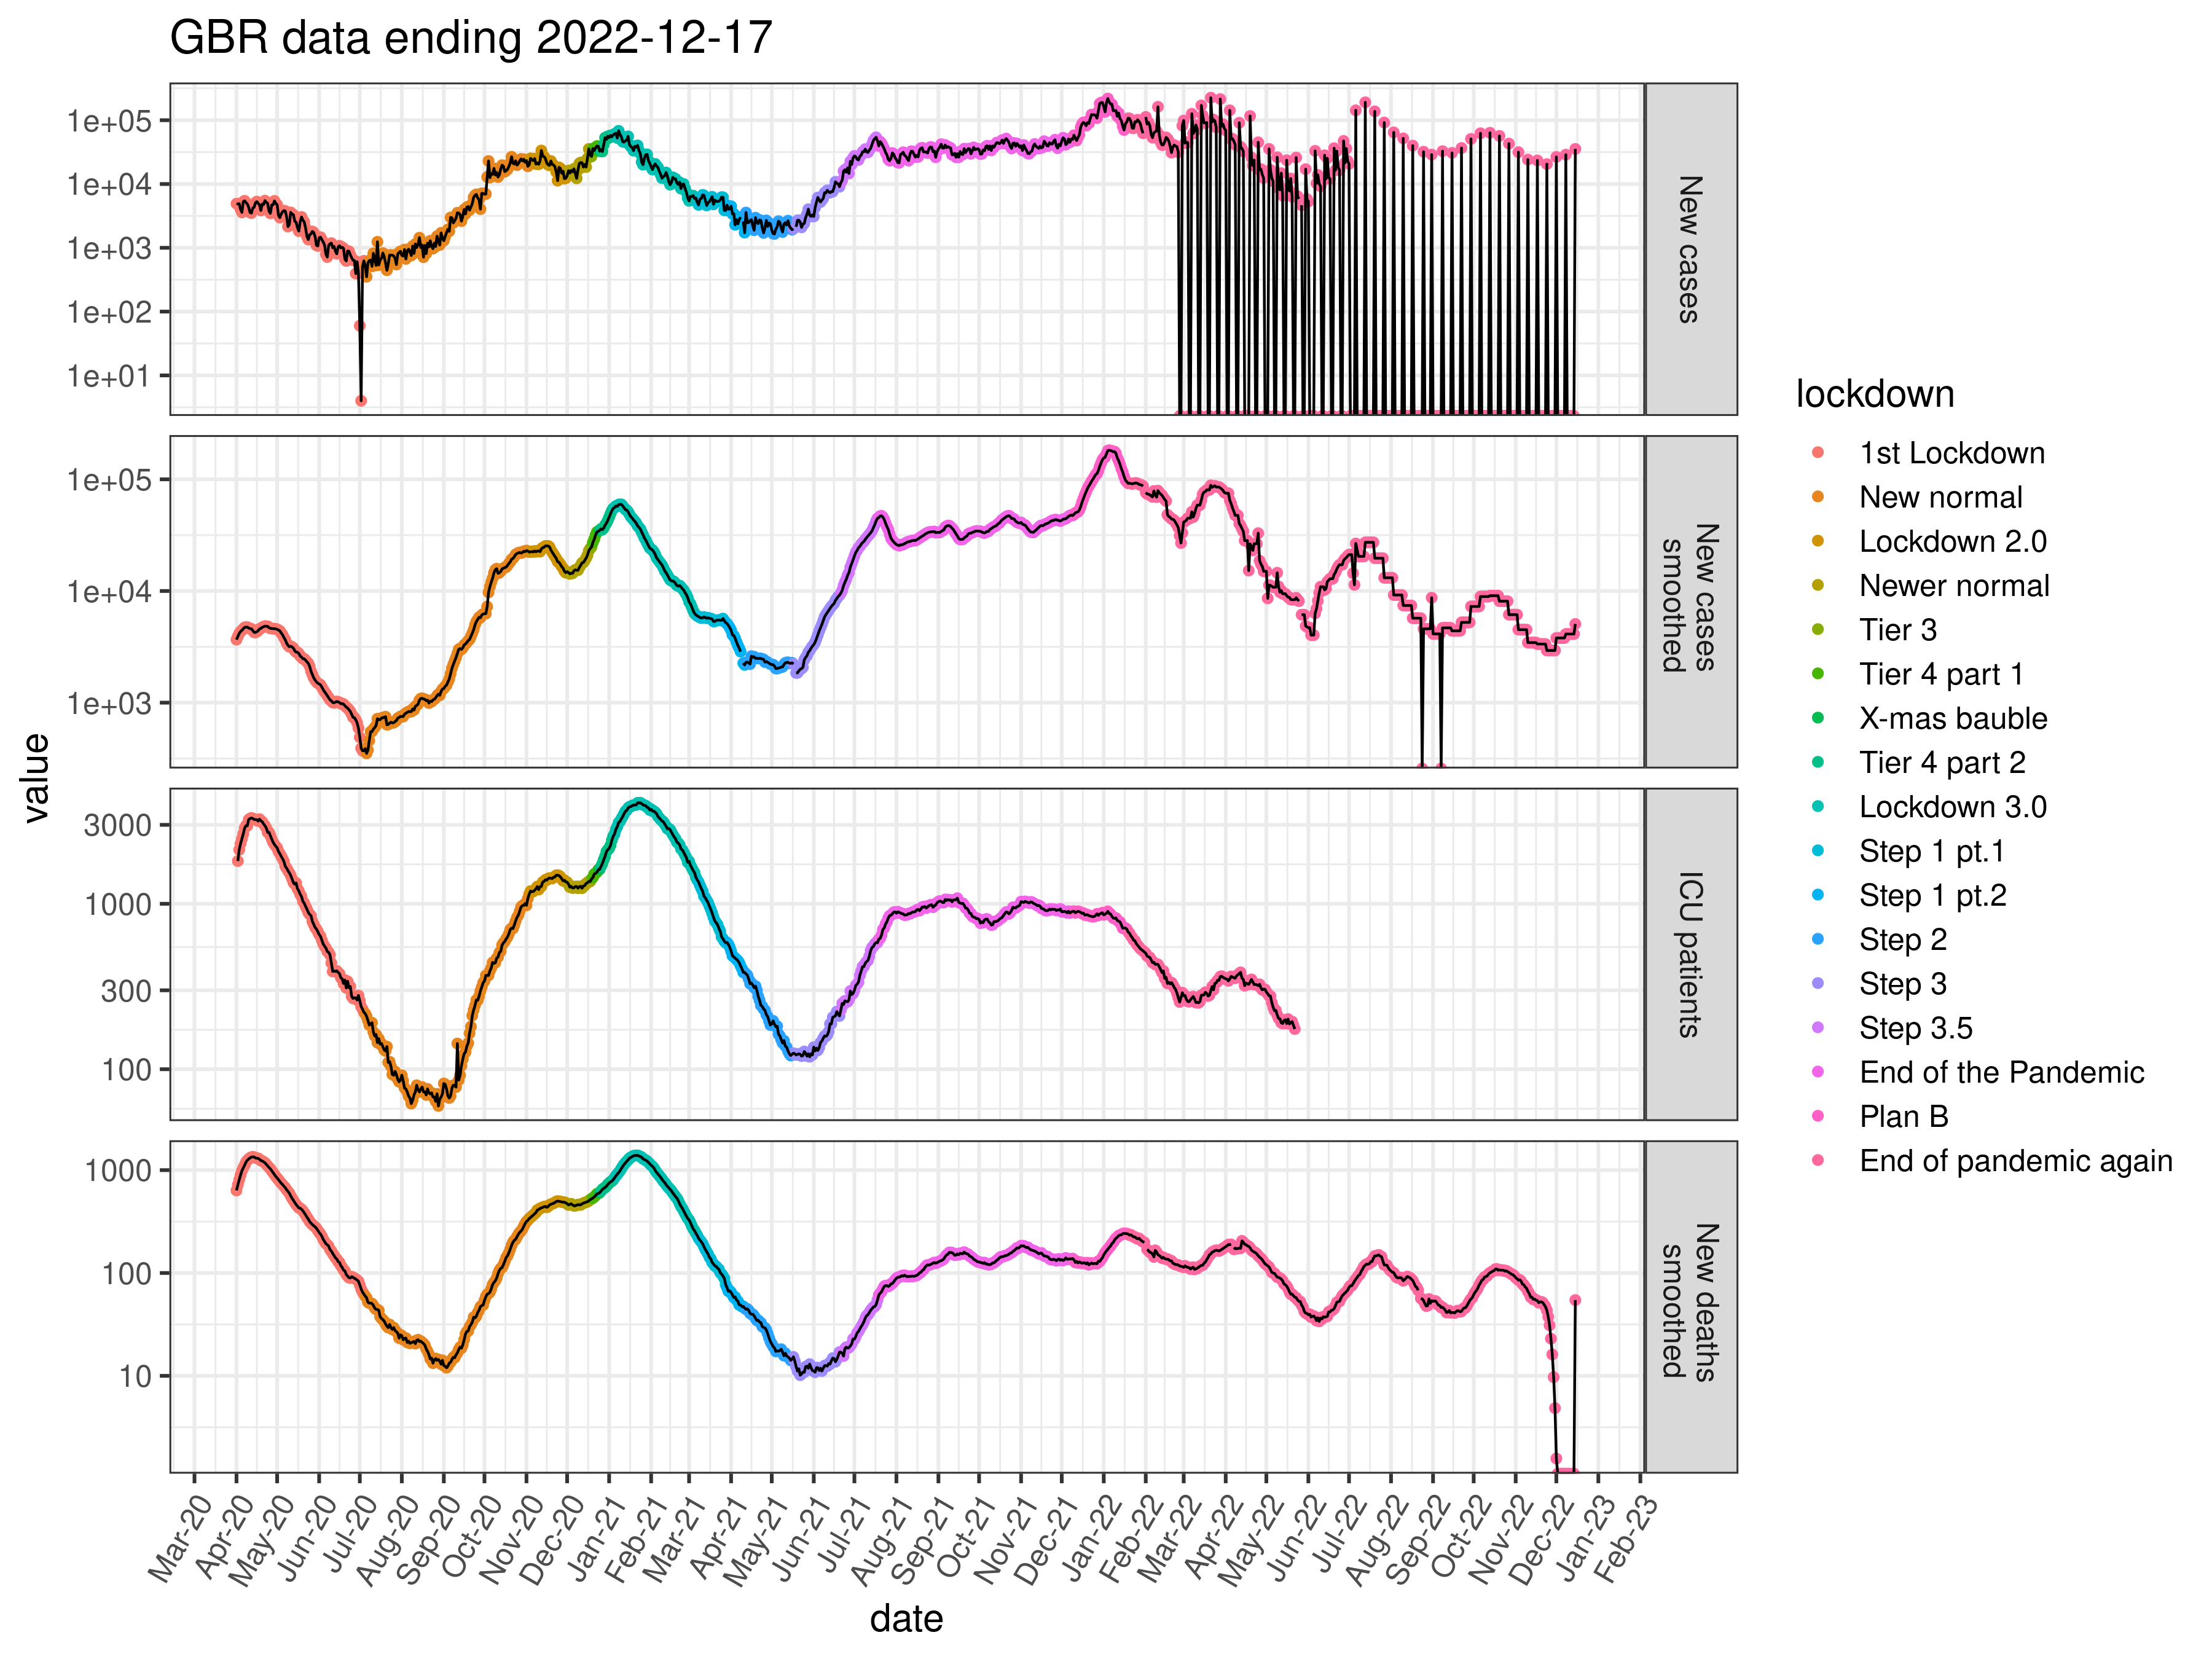 GBR data ending 2022-12-17
value
1e+05
1e+04
1e+03
1e+02
1e+01
New cases
1e+05
1e+04
1e+03
New cases
smoothed
3000
1000
300
100
ICU patients
1000
100
10
New deaths
smoothed
Mar-20
Apr-20
May-20
Jun-20
Jul-20
Aug-20
Sep-20
Oct-20
Nov-20
Dec-20
Jan-21
Feb-21
Mar-21
Apr-21
May-21
Jun-21
Jul-21
Aug-21
Sep-21
Oct-21
Nov-21
Dec-21
Jan-22
Feb-22
Mar-22
Apr-22
May-22
Jun-22
Jul-22
Aug-22
Sep-22
Oct-22
Nov-22
Dec-22
Jan-23
Feb-23
date
lockdown
1st Lockdown
New normal
Lockdown 2.0
Newer normal
Tier 3
Tier 4 part 1
X-mas bauble
Tier 4 part 2
Lockdown 3.0
Step 1 pt.1
Step 1 pt.2
Step 2
Step 3
Step 3.5
End of the Pandemic
Plan B
End of pandemic again